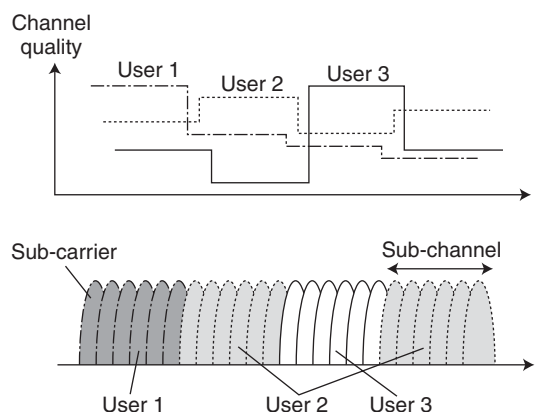 Channel
quality
User 1
User 2
User 3
Sub-carrier
Sub-channel
User 1
User 2
User 3